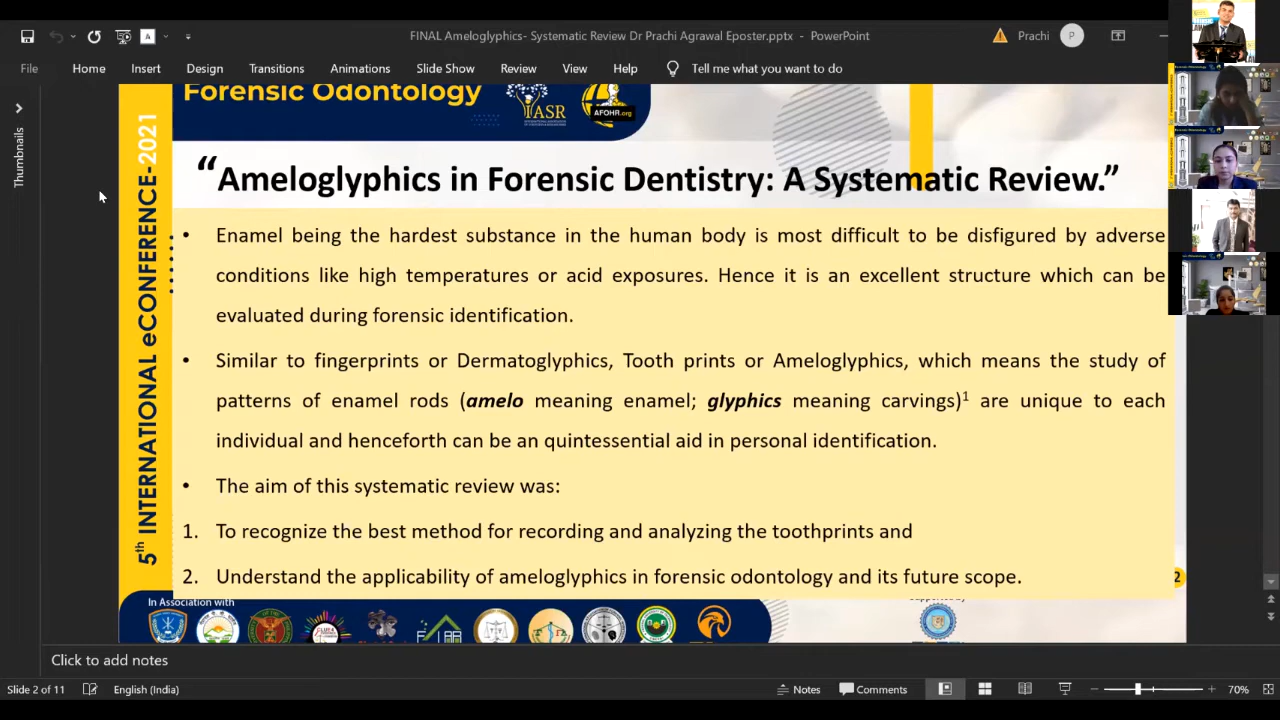 FINAL Ameloglyphics- Systematic Review Dr Prachi Agrawal Eposter.pptx - PowerPoint
Prachi
P
A
File Home Insert Design Transitions Animations Slide Show Review View Help Tell me what you want to do
Thumbnails
Forensic Odontology
IASR
AFOHR.org
5th INTERNATIONAL eCONFERENCE-2021
“Ameloglyphics in Forensic Dentistry: A Systematic Review.”
• Enamel being the hardest substance in the human body is most difficult to be disfigured by adverse
conditions like high temperatures or acid exposures. Hence it is an excellent structure which can be
evaluated during forensic identification.
• Similar to fingerprints or Dermatoglyphics, Tooth prints or Ameloglyphics, which means the study of
patterns of enamel rods (amelo meaning enamel; glyphics meaning carvings)1 are unique to each
individual and henceforth can be an quintessential aid in personal identification.
• The aim of this systematic review was:
1. To recognize the best method for recording and analyzing the toothprints and
2. Understand the applicability of ameloglyphics in forensic odontology and its future scope.
2
In Association with
Click to add notes
Slide 2 of 11 English (India) Notes Comments 70%